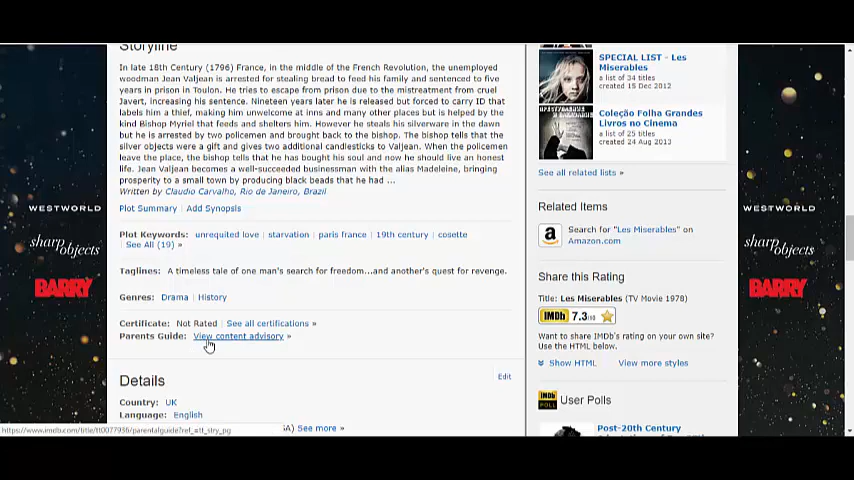 Storyline
In late 18th Century (1796) France, in the middle of the French Revolution, the unemployed
woodman Jean Valjean is arrested for stealing bread to feed his family and sentenced to five
years in prison in Toulon. He tries to escape from prison due to the mistreatment from cruel
Javert, increasing his sentence. Nineteen years later he is released but forced to carry ID that
labels him a thief, making him unwelcome at inns and many other places but is helped by the
kind Bishop Myriel that feeds and shelters him. However he steals his silverware in the dawn
but he is arrested by two policemen and brought back to the bishop. The bishop tells that the
silver objects were a gift and gives two additional candlesticks to Valjean. When the policemen
leave the place, the bishop tells that he has bought his soul and now he should live an honest
life. Jean Valjean becomes a well-succeeded businessman with the alias Madeleine, bringing
prosperity to a small town by producing black beads that he had ...
Written by Claudio Carvalho, Rio de Janeiro, Brazil
Plot Summary | Add Synopsis
Plot Keywords: unrequited love | starvation | paris france | 19th century | cosette
See All (19) »
Taglines: A timeless tale of one man's search for freedom...and another's quest for revenge.
Genres: Drama | History
Certificate: Not Rated | See all certifications »
Parents Guide: View content advisory »
Details
Edit
Country: UK
Language: English
See more »
https://www.imdb.com/title/tt0077936/parentalguide?ref_=tt_stry_pg
SPECIAL LIST - Les
Miserables
a list of 34 titles
created 15 Dec 2012
Coleção Folha Grandes
Livros no Cinema
a list of 25 titles
created 24 Aug 2013
See all related lists »
Related Items
a
Search for "Les Miserables" on
Amazon.com
Share this Rating
Title: Les Miserables (TV Movie 1978)
IMDb 7.3/10
Want to share IMDb's rating on your own site?
Use the HTML below.
Show HTML
View more styles
IMDb
POLL
User Polls
Post-20th Century
WESTWORLD
sharp
objects
BARRY
WESTWORLD
sharp
objects
BARRY